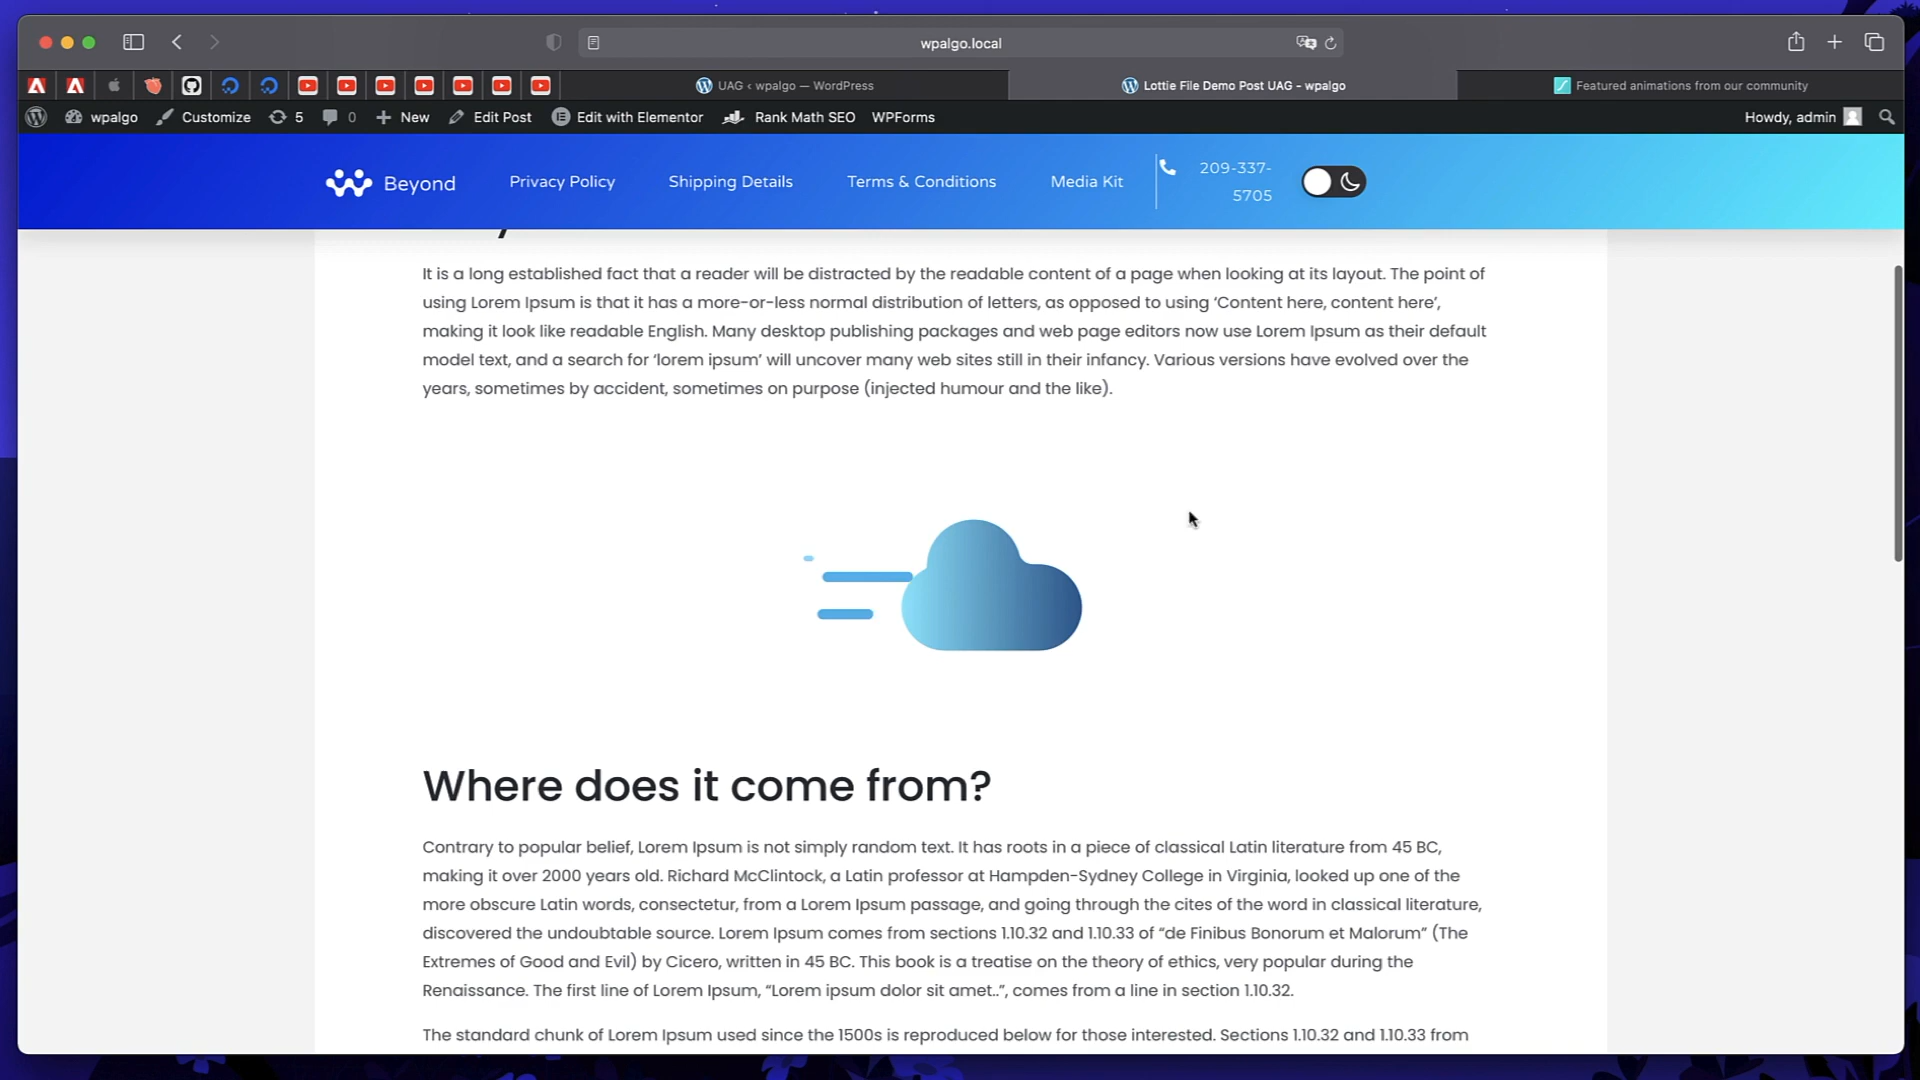 wpalgo.local
UAG ‹ wpalgo — WordPress
Lottie File Demo Post UAG - wpalgo
Featured animations from our community
wpalgo
Customize
5
0
New
Edit Post
Edit with Elementor
Rank Math SEO
WPForms
Howdy, admin
Beyond
Privacy Policy
Shipping Details
Terms & Conditions
Media Kit
209-337-
5705
It is a long established fact that a reader will be distracted by the readable content of a page when looking at its layout. The point of
using Lorem Ipsum is that it has a more-or-less normal distribution of letters, as opposed to using ‘Content here, content here’,
making it look like readable English. Many desktop publishing packages and web page editors now use Lorem Ipsum as their default
model text, and a search for ‘lorem ipsum’ will uncover many web sites still in their infancy. Various versions have evolved over the
years, sometimes by accident, sometimes on purpose (injected humour and the like).
Where does it come from?
Contrary to popular belief, Lorem Ipsum is not simply random text. It has roots in a piece of classical Latin literature from 45 BC,
making it over 2000 years old. Richard McClintock, a Latin professor at Hampden-Sydney College in Virginia, looked up one of the
more obscure Latin words, consectetur, from a Lorem Ipsum passage, and going through the cites of the word in classical literature,
discovered the undoubtable source. Lorem Ipsum comes from sections 1.10.32 and 1.10.33 of “de Finibus Bonorum et Malorum” (The
Extremes of Good and Evil) by Cicero, written in 45 BC. This book is a treatise on the theory of ethics, very popular during the
Renaissance. The first line of Lorem Ipsum, “Lorem ipsum dolor sit amet..”, comes from a line in section 1.10.32.
The standard chunk of Lorem Ipsum used since the 1500s is reproduced below for those interested. Sections 1.10.32 and 1.10.33 from